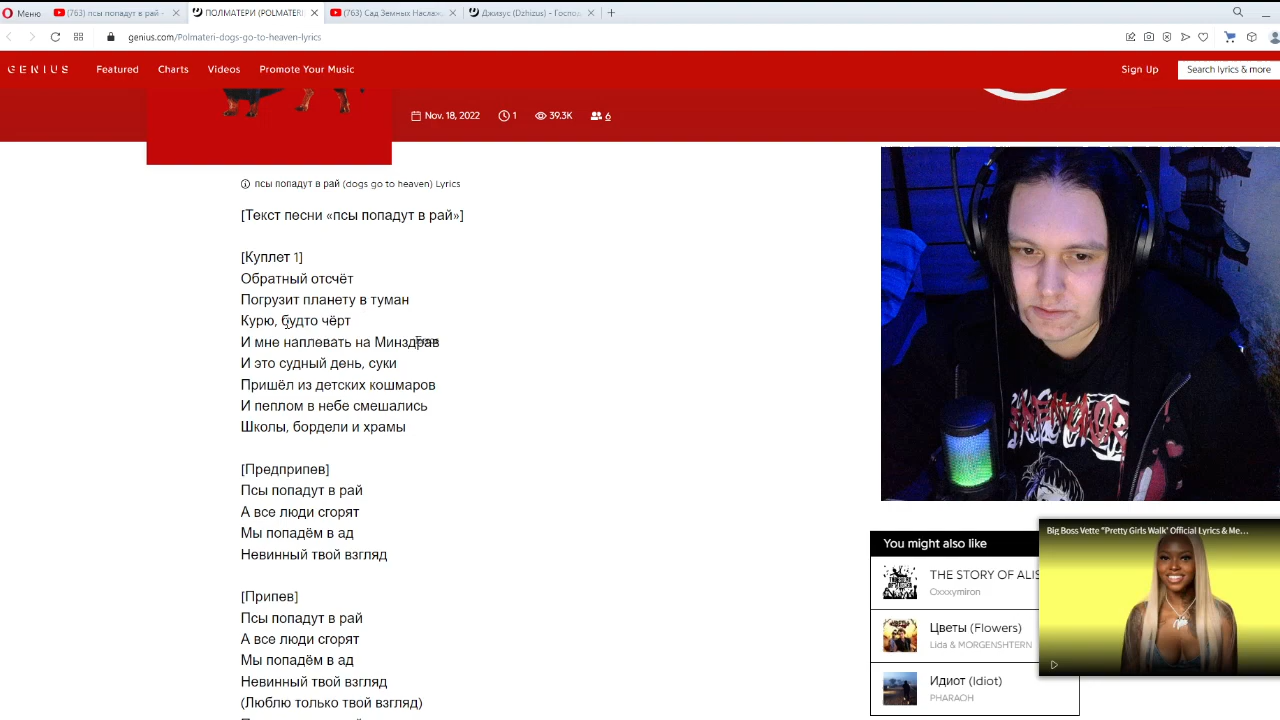 Меню
(763) псы попадут в рай -
ПОЛМАТЕРИ (POLMATERI
(763) Сад Земных Насла
Джизус (Dzhizus) – Господ
genius.com/Polmateri-dogs-go-to-heaven-lyrics
GENIUS
Featured
Charts
Videos
Promote Your Music
Sign Up
Search lyrics & more
Nov. 18, 2022
1
39.3K
6
псы попадут в рай (dogs go to heaven) Lyrics
[Текст песни «псы попадут в рай»]
[Куплет 1]
Обратный отсчёт
Погрузит планету в туман
Курю, будто чёрт
И мне наплевать на Минздрав
И это судный день, суки
Пришёл из детских кошмаров
И пеплом в небе смешались
Школы, бордели и храмы
[Предприпев]
Псы попадут в рай
А все люди сгорят
Мы попадём в ад
Невинный твой взгляд
[Припев]
Псы попадут в рай
А все люди сгорят
Мы попадём в ад
Невинный твой взгляд
(Люблю только твой взгляд)
You might also like
THE STORY OF ALIS
Oxxxymiron
Цветы (Flowers)
Lida & MORGENSHTERN
Идиот (Idiot)
PHARAOH
Big Boss Vette "Pretty Girls Walk" Official Lyrics & Me...